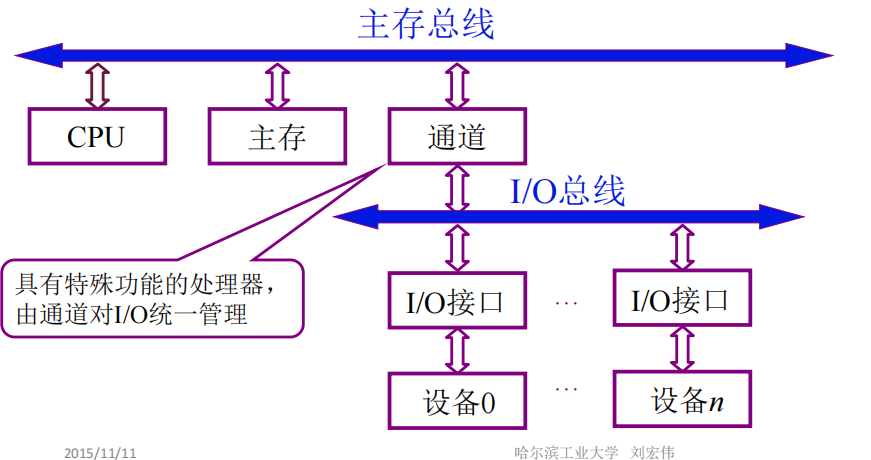 主存总线
CPU
主存
通道
I/O总线
具有特殊功能的处理器，
由通道对I/O统一管理
I/O接口
···
I/O接口
设备0
···
设备n
2015/11/11
哈尔滨工业大学 刘宏伟